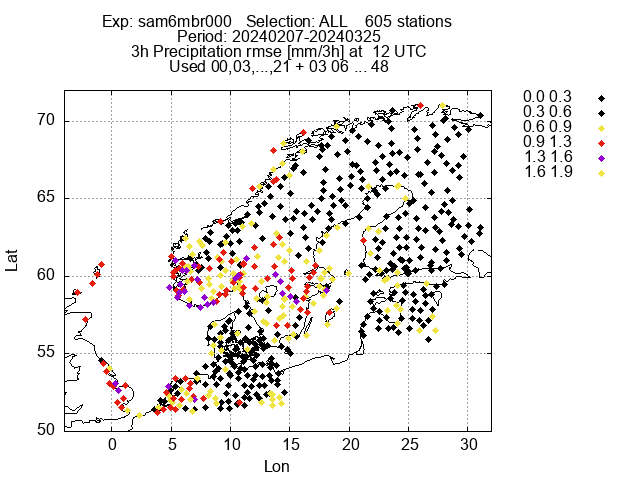 Exp: sam6mbr000 Selection: ALL 605 stations
Period: 20240207-20240325
3h Precipitation rmse [mm/3h] at 12 UTC
Used 00,03,...,21 + 03 06 ... 48
0.0 0.3
0.3 0.6
0.6 0.9
0.9 1.3
1.3 1.6
1.6 1.9
70
65
60
55
50
Lat
0 5 10 15 20 25 30
Lon